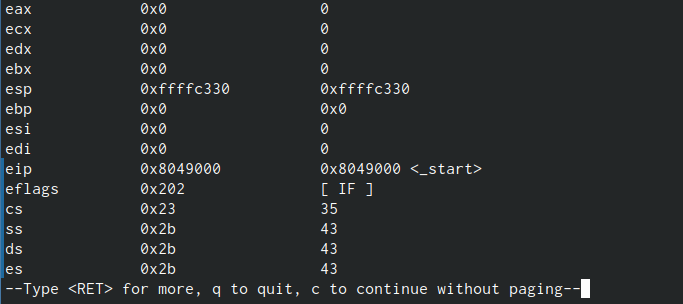 eax 0x0 0
ecx 0x0 0
edx 0x0 0
ebx 0x0 0
esp 0xffffc330 0xffffc330
ebp 0x0 0x0
esi 0x0 0
edi 0x0 0
eip 0x8049000 0x8049000 <_start>
eflags 0x202 [ IF ]
cs 0x23 35
ss 0x2b 43
ds 0x2b 43
es 0x2b 43
--Type <RET> for more, q to quit, c to continue without paging--